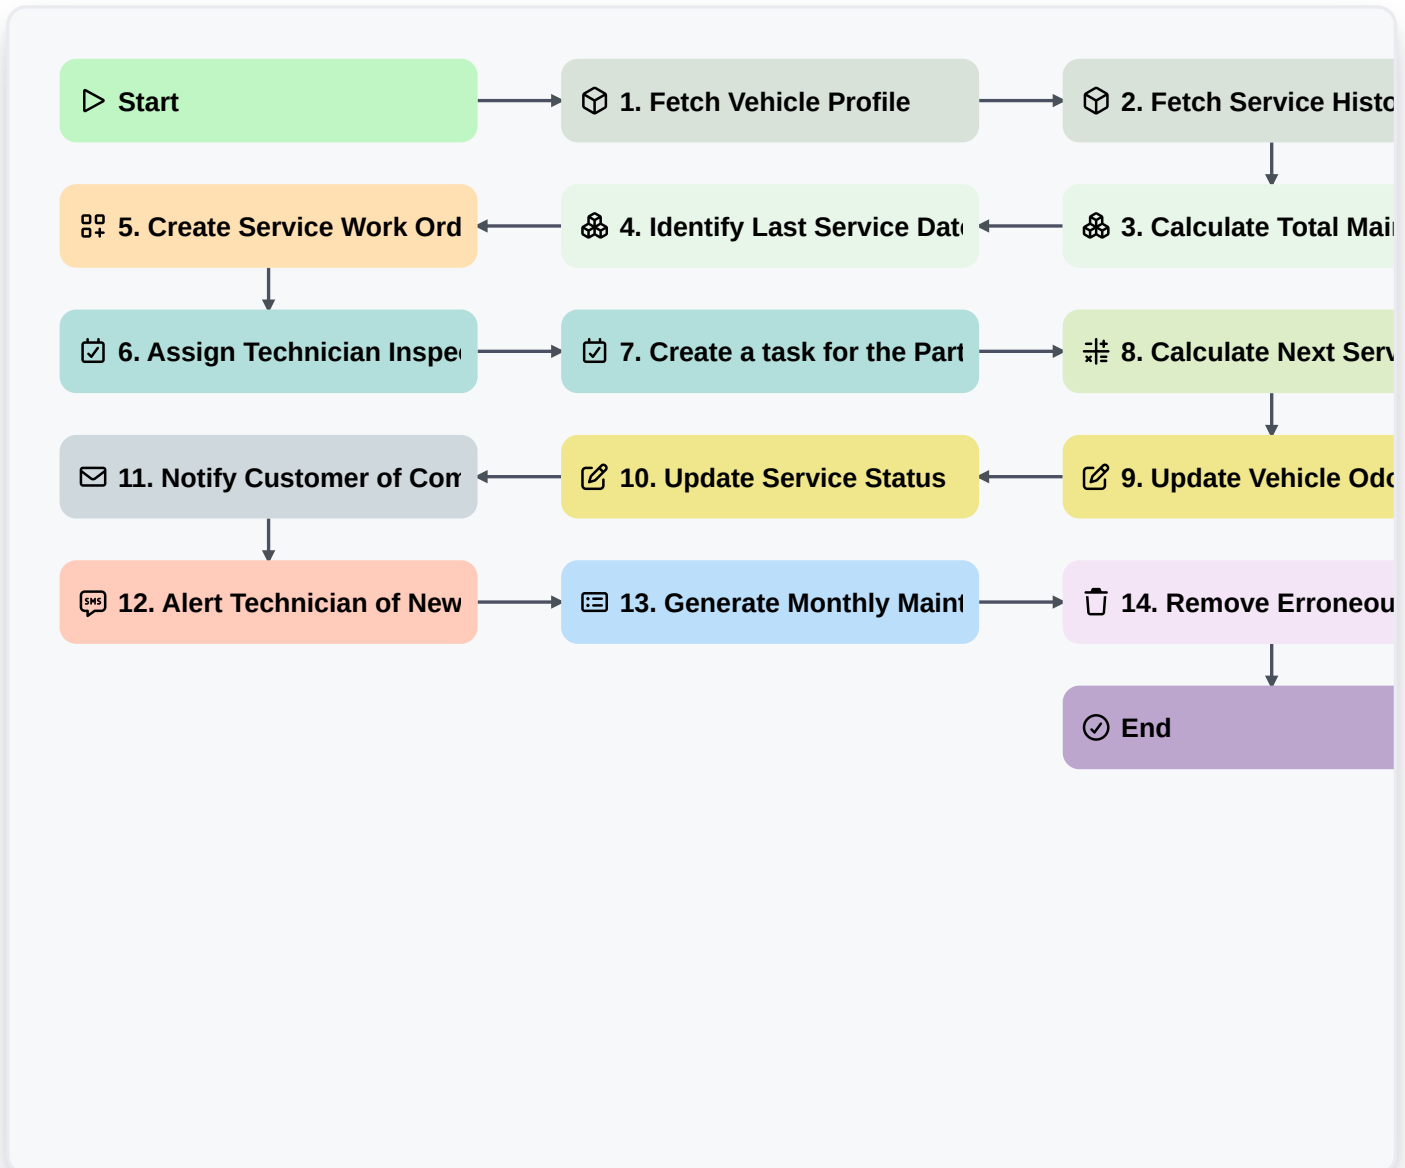 Start
1. Fetch Vehicle Profile
2. Fetch Service Histo
5. Create Service Work Ord
4. Identify Last Service Date
3. Calculate Total Mai
6. Assign Technician Inspe
7. Create a task for the Part
8. Calculate Next Serv
11. Notify Customer of Com
10. Update Service Status
9. Update Vehicle Odo
SMS
12. Alert Technician of New
13. Generate Monthly Maint
14. Remove Erroneou
End